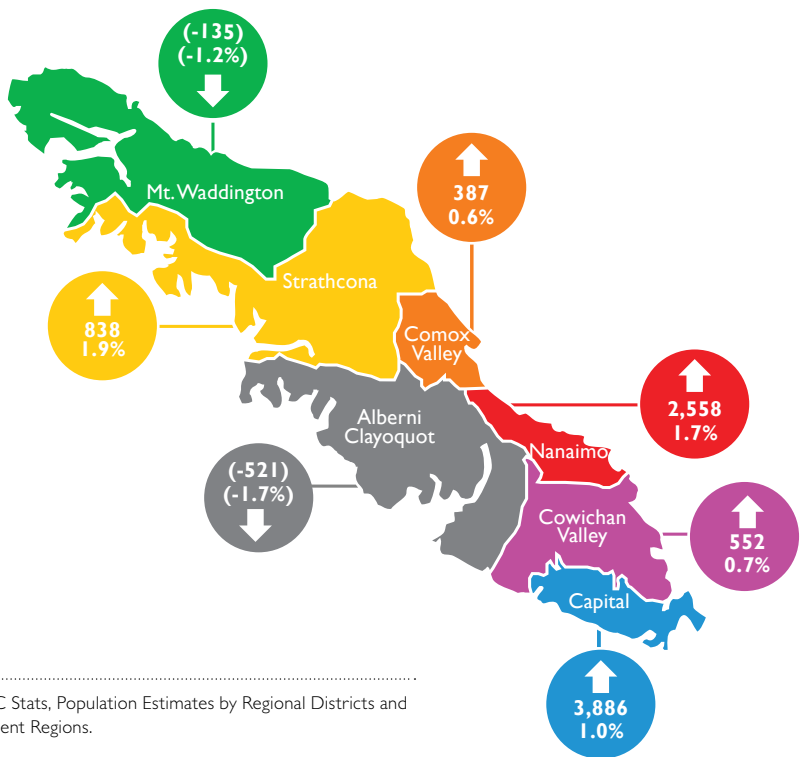 (-135)
(-1.2%)
Mt. Waddington
387
0.6%
Strathcona
838
1.9%
Comox
Valley
2,558
1.7%
Alberni
Clayoquot
Nanaimo
(-521)
(-1.7%)
Cowichan
Valley
552
0.7%
Capital
3,886
1.0%
C Stats, Population Estimates by Regional Districts and
ent Regions.